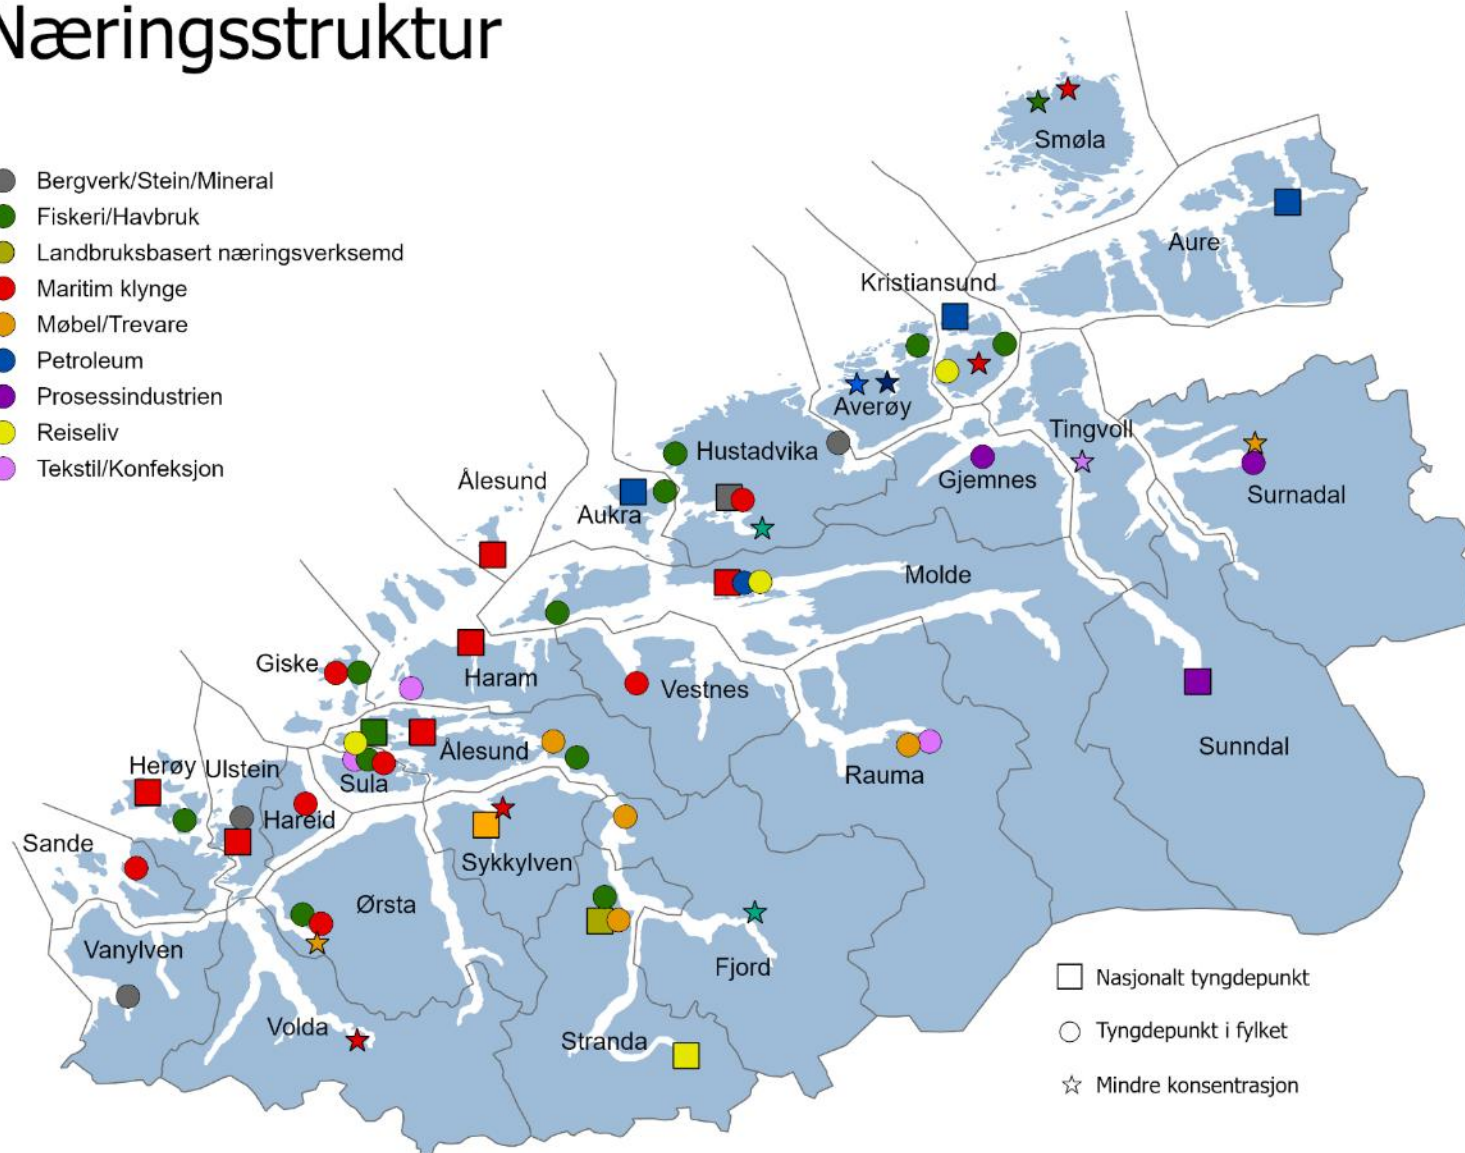 Næringsstruktur
Bergverk/Stein/Mineral
Fiskeri/Havbruk
Landbruksbasert næringsverksemd
Maritim klynge
Møbel/Trevare
Petroleum
Prosessindustrien
Reiseliv
Tekstil/Konfeksjon
Smøla
Aure
Kristiansund
Averøy
Tingvoll
Hustadvika
Gjemnes
Surnadal
Ålesund
Aukra
Molde
Giske
Haram
Vestnes
Sunndal
Ålesund
Rauma
Herøy
Ulstein
Sula
Hareid
Sande
Sykkylven
Ørsta
Vanylven
Fjord
Volda
Stranda
Nasjonalt tyngdepunkt
Tyngdepunkt i fylket
Mindre konsentrasjon